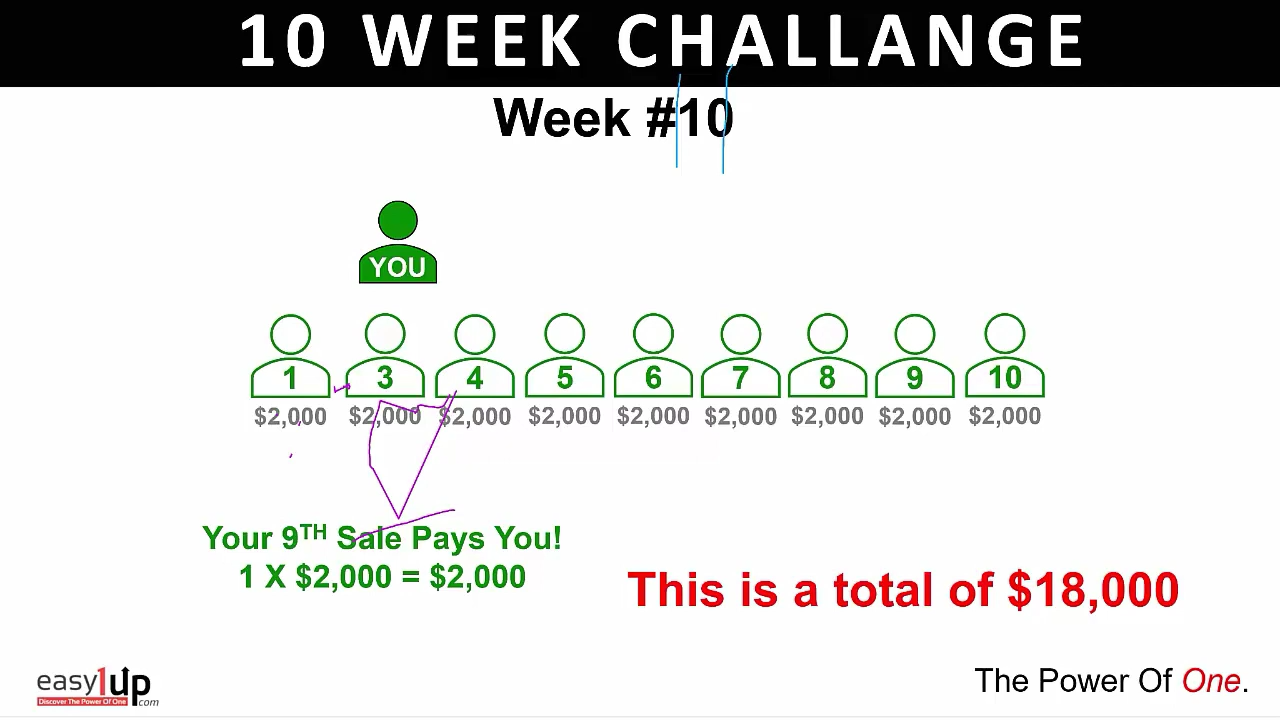 10 WEEK CHALLANGE
Week #10
YOU
1 3 4 5 6 7 8 9 10
$2,000 $2,000 $2,000 $2,000 $2,000 $2,000 $2,000 $2,000 $2,000
Your 9TH Sale Pays You!
1 X $2,000 = $2,000
This is a total of $18,000
easy1up
Discover The Power Of One
.com
The Power Of One.